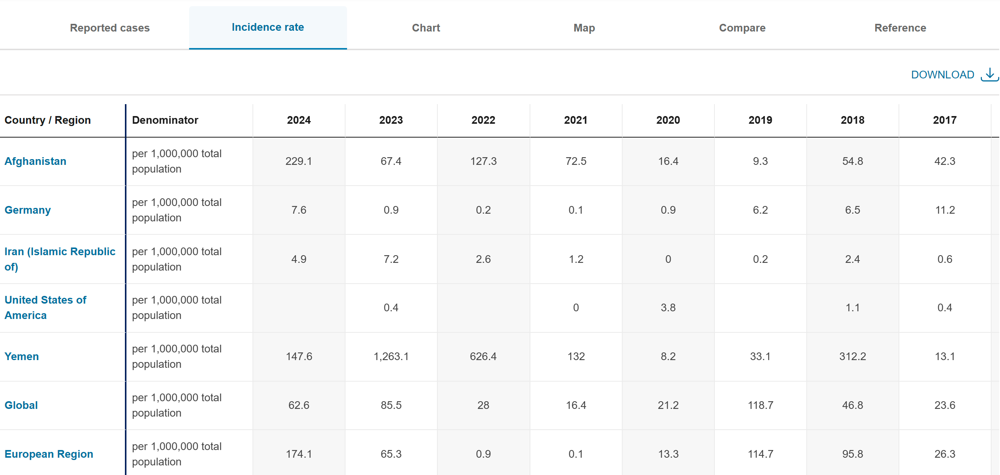 Reported cases Incidence rate Chart Map Compare Reference
DOWNLOAD
Country / Region Denominator 2024 2023 2022 2021 2020 2019 2018 2017
Afghanistan per 1,000,000 total population 229.1 67.4 127.3 72.5 16.4 9.3 54.8 42.3
Germany per 1,000,000 total population 7.6 0.9 0.2 0.1 0.9 6.2 6.5 11.2
Iran (Islamic Republic of) per 1,000,000 total population 4.9 7.2 2.6 1.2 0 0.2 2.4 0.6
United States of America per 1,000,000 total population 0.4 0 3.8 1.1 0.4
Yemen per 1,000,000 total population 147.6 1,263.1 626.4 132 8.2 33.1 312.2 13.1
Global per 1,000,000 total population 62.6 85.5 28 16.4 21.2 118.7 46.8 23.6
European Region per 1,000,000 total population 174.1 65.3 0.9 0.1 13.3 114.7 95.8 26.3